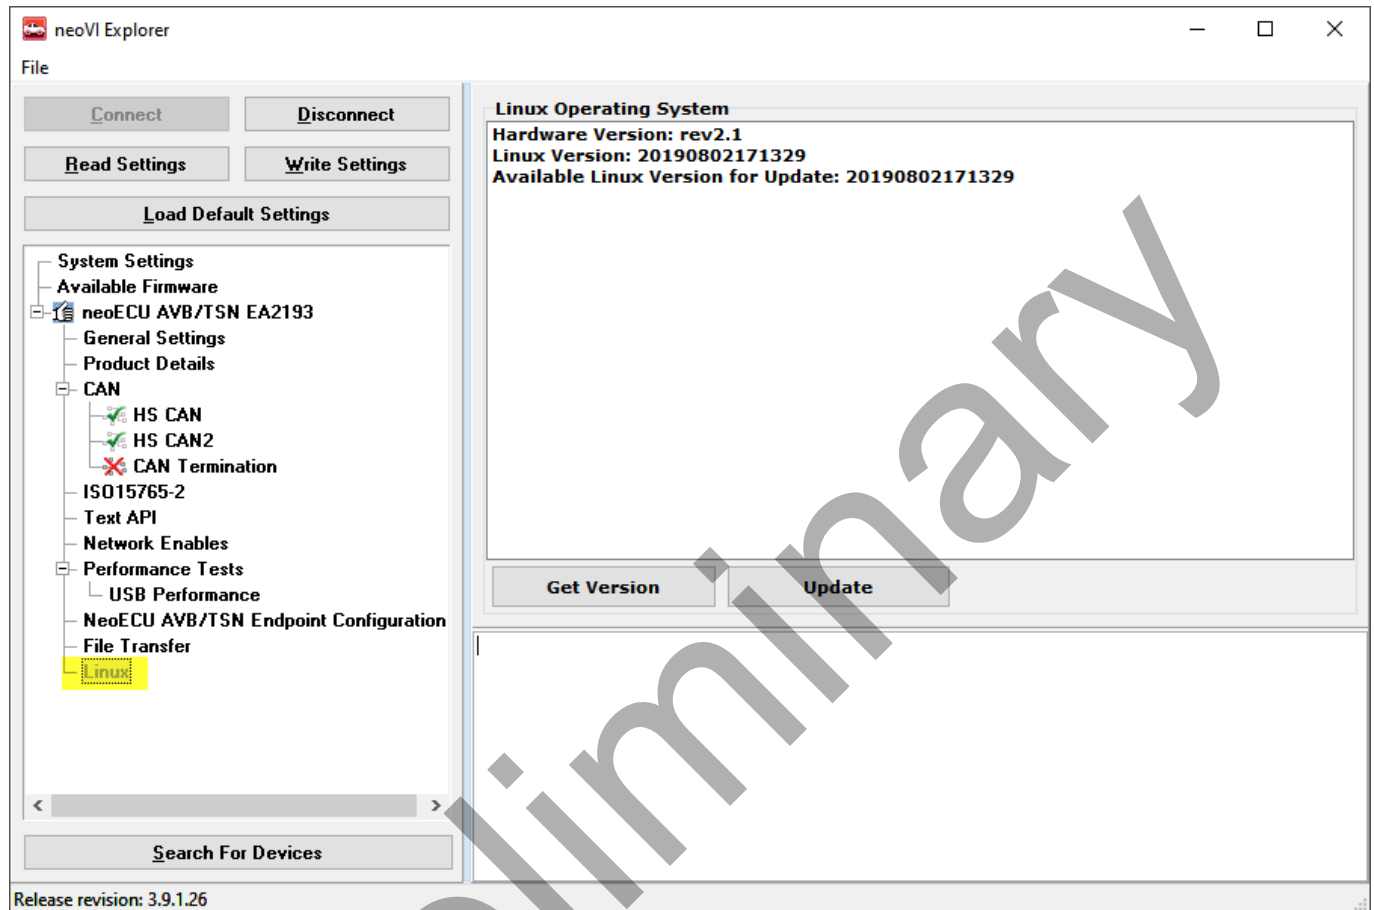 neoVI Explorer
File
Connect
Disconnect
Read Settings
Write Settings
Load Default Settings
System Settings
Available Firmware
neoECU AVB/TSN EA2193
General Settings
Product Details
CAN
HS CAN
HS CAN2
CAN Termination
ISO15765-2
Text API
Network Enables
Performance Tests
USB Performance
NeoECU AVB/TSN Endpoint Configuration
File Transfer
Linux
Search For Devices
Linux Operating System
Hardware Version: rev2.1
Linux Version: 20190802171329
Available Linux Version for Update: 20190802171329
Get Version
Update
Release revision: 3.9.1.26
liminary